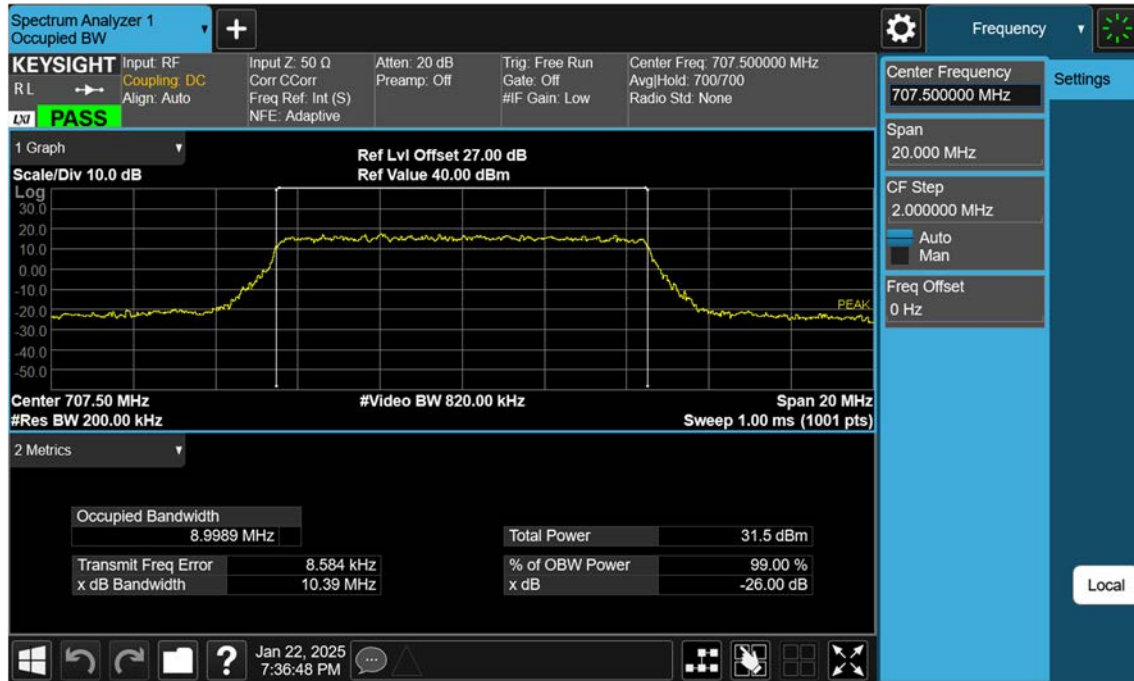 Spectrum Analyzer 1
Occupied BW
Frequency
KEYSIGHT
RL
LXI
PASS
Input: RF
Coupling: DC
Align: Auto
Input Z: 50 Ω
Corr CCorr
Freq Ref: Int (S)
NFE: Adaptive
Atten: 20 dB
Preamp: Off
Trig: Free Run
Gate: Off
#IF Gain: Low
Center Freq: 707.500000 MHz
Avg|Hold: 700/700
Radio Std: None
Center Frequency
707.500000 MHz
Settings
Span
20.000 MHz
CF Step
2.000000 MHz
Auto
Man
Freq Offset
0 Hz
Local
1 Graph
Scale/Div 10.0 dB
Ref Lvl Offset 27.00 dB
Ref Value 40.00 dBm
Log
30.0
20.0
10.0
0.00
-10.0
-20.0
-30.0
-40.0
-50.0
PEAK
Center 707.50 MHz
#Video BW 820.00 kHz
Span 20 MHz
#Res BW 200.00 kHz
Sweep 1.00 ms (1001 pts)
2 Metrics
Occupied Bandwidth
8.9989 MHz
Total Power 31.5 dBm
Transmit Freq Error 8.584 kHz
% of OBW Power 99.00 %
x dB Bandwidth 10.39 MHz
x dB -26.00 dB
?
Jan 22, 2025
7:36:48 PM